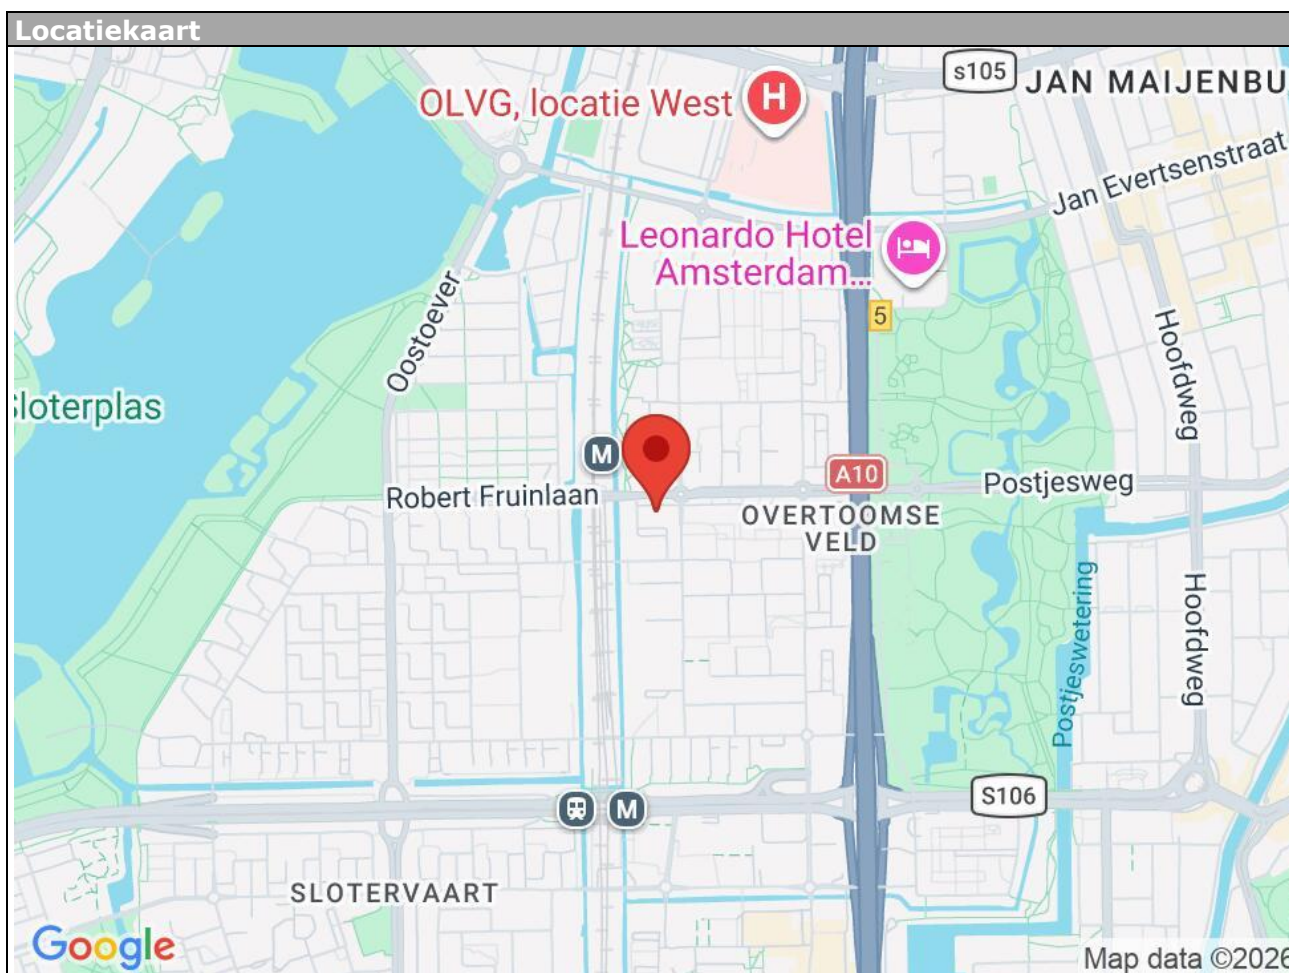 Locatiekaart
s105
JAN MAIJENBU
OLVG, locatie West
H
Jan Evertsenstraat
Leonardo Hotel
Amsterdam...
5
Oostoever
Hoofdweg
Sloterplas
M
A10
Robert Fruinlaan
Postjesweg
OVERTOOMSE
VELD
Postjeswetering
Hoofdweg
S106
M
SLOTERVAART
Google
Map data ©2026